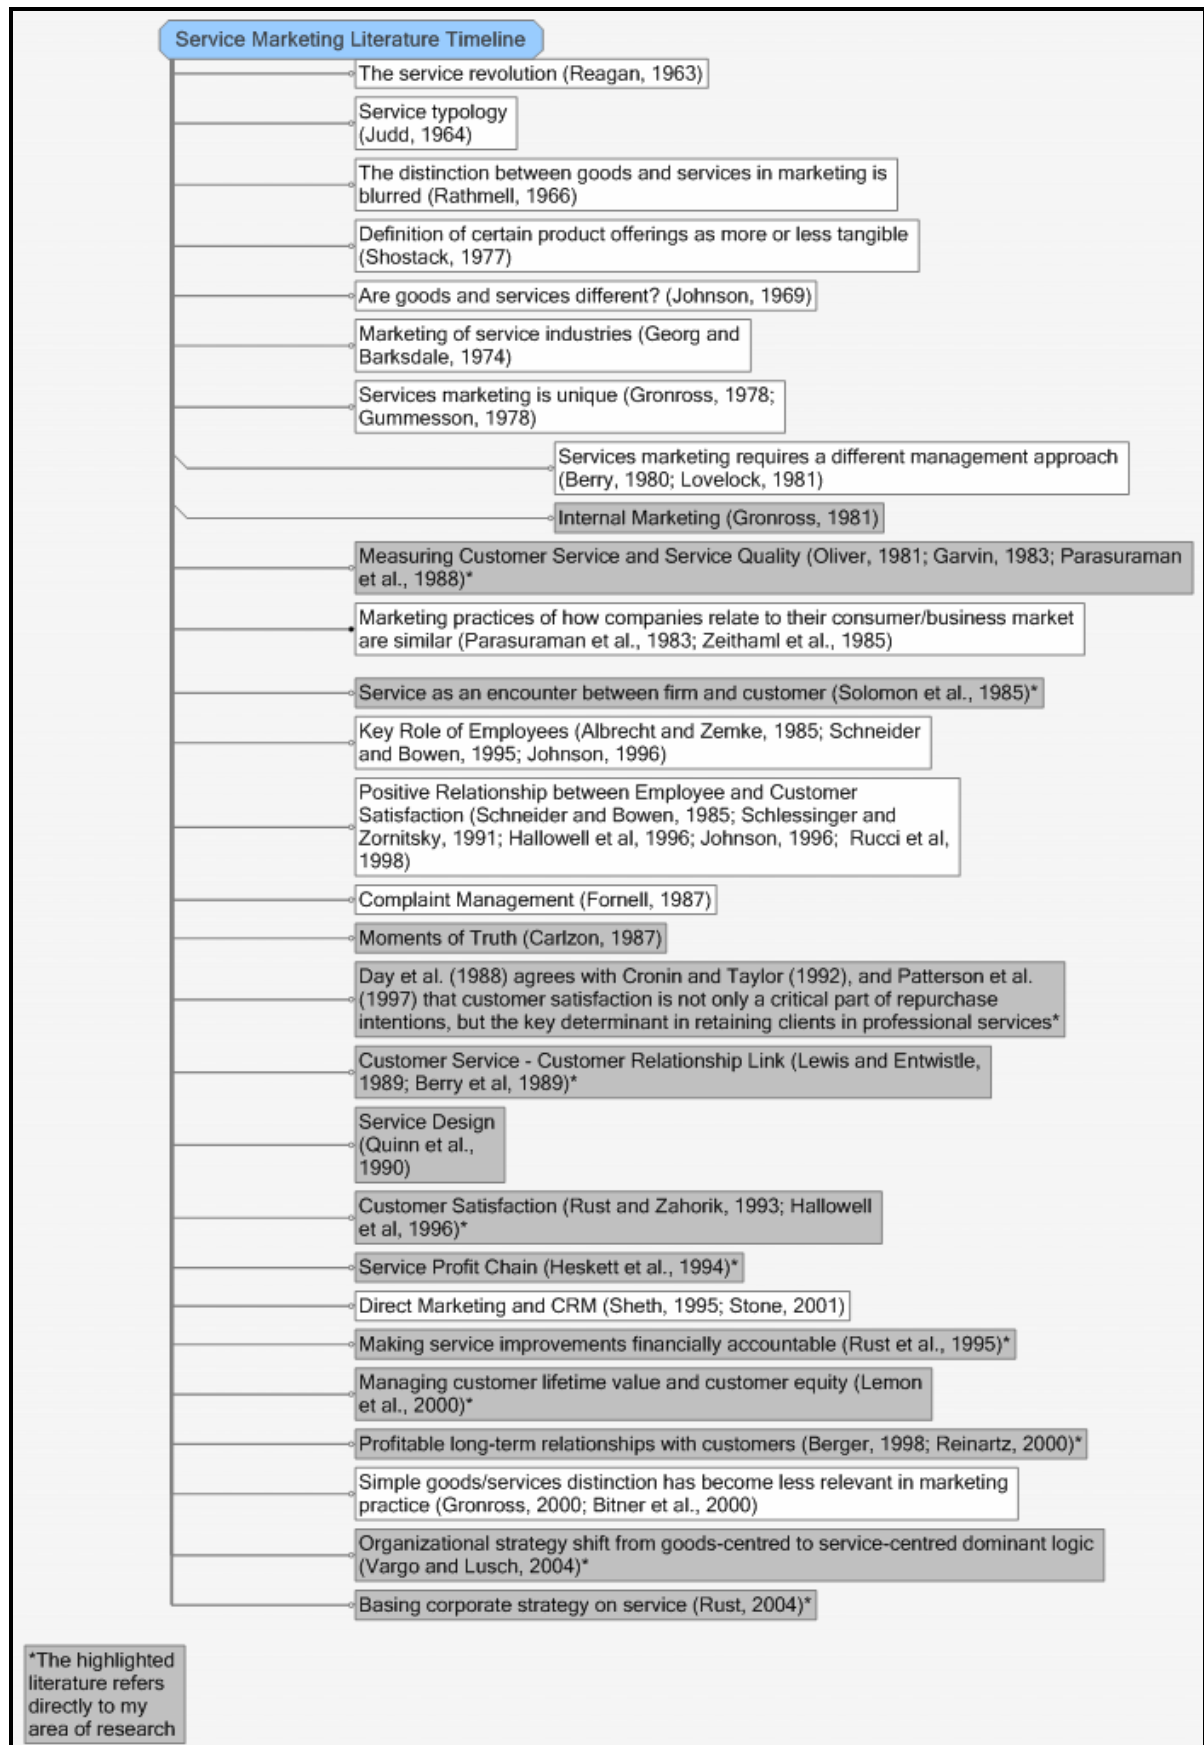 Service Marketing Literature Timeline
The service revolution (Reagan, 1963)
Service typology
(Judd, 1964)
The distinction between goods and services in marketing is
blurred (Rathmell, 1966)
Definition of certain product offerings as more or less tangible
(Shostack, 1977)
Are goods and services different? (Johnson, 1969)
Marketing of service industries (Georg and
Barksdale, 1974)
Services marketing is unique (Gronross, 1978;
Gummesson, 1978)
Services marketing requires a different management approach
(Berry, 1980; Lovelock, 1981)
Internal Marketing (Gronross, 1981)
Measuring Customer Service and Service Quality (Oliver, 1981; Garvin, 1983; Parasuraman
et al., 1988)*
Marketing practices of how companies relate to their consumer/business market
are similar (Parasuraman et al., 1983; Zeithaml et al., 1985)
Service as an encounter between firm and customer (Solomon et al., 1985)*
Key Role of Employees (Albrecht and Zemke, 1985; Schneider
and Bowen, 1995; Johnson, 1996)
Positive Relationship between Employee and Customer
Satisfaction (Schneider and Bowen, 1985; Schlessinger and
Zornitsky, 1991; Hallowell et al, 1996; Johnson, 1996; Rucci et al,
1998)
Complaint Management (Fornell, 1987)
Moments of Truth (Carlzon, 1987)
Day et al. (1988) agrees with Cronin and Taylor (1992), and Patterson et al.
(1997) that customer satisfaction is not only a critical part of repurchase
intentions, but the key determinant in retaining clients in professional services*
Customer Service - Customer Relationship Link (Lewis and Entwistle,
1989; Berry et al, 1989)*
Service Design
(Quinn et al.,
1990)
Customer Satisfaction (Rust and Zahorik, 1993; Hallowell
et al, 1996)*
Service Profit Chain (Heskett et al., 1994)*
Direct Marketing and CRM (Sheth, 1995; Stone, 2001)
Making service improvements financially accountable (Rust et al., 1995)*
Managing customer lifetime value and customer equity (Lemon
et al., 2000)*
Profitable long-term relationships with customers (Berger, 1998; Reinartz, 2000)*
Simple goods/services distinction has become less relevant in marketing
practice (Gronross, 2000; Bitner et al., 2000)
Organizational strategy shift from goods-centred to service-centred dominant logic
(Vargo and Lusch, 2004)*
Basing corporate strategy on service (Rust, 2004)*
*The highlighted
literature refers
directly to my
area of research